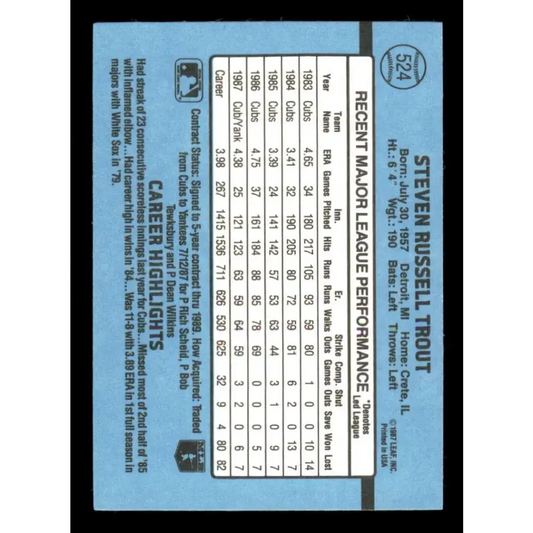 524
STEVEN RUSSELL TROUT
Born: July 30, 1957 Detroit, MI Home: Crete, IL
Ht.: 6'4" Wgt.: 190 Bats: Left Throws: Left
© 1987 LEAF, INC.
Printed in USA
RECENT MAJOR LEAGUE PERFORMANCE
*Denotes
Led League
Team Inn. Er. Strike Comp. Shut
Year Name ERA Games Pitched Hits Runs Runs Walks Outs Games Outs Save Won Lost
1983 Cubs 4.65 34 180 217 105 93 59 80 1 0 0 10 14
1984 Cubs 3.41 32 190 205 80 72 59 81 6 2 0 13 7
1985 Cubs 3.39 24 141 142 57 53 63 44 3 1 0 9 7
1986 Cubs 4.75 37 161 184 88 85 78 69 0 0 0 5 7
1987 Cub/Yank 4.38 25 121 123 63 59 64 59 3 2 0 6 7
Career 3.98 267 1415 1536 711 626 530 625 32 9 4 80 82
Contract Status: Signed to 5-year contract thru 1989. How Acquired: Traded
from Cubs to Yankees 7/12/87 for P Rich Scheid, P Bob
Tewksbury and P Dean Wilkins
CAREER HIGHLIGHTS
Had streak of 23 consecutive scoreless innings last year for Cubs...Missed most of 2nd half of '85
with inflamed elbow...Had career high in wins in '84...Was 11-8 with 3.89 ERA in 1st full season in
majors with White Sox in '79.